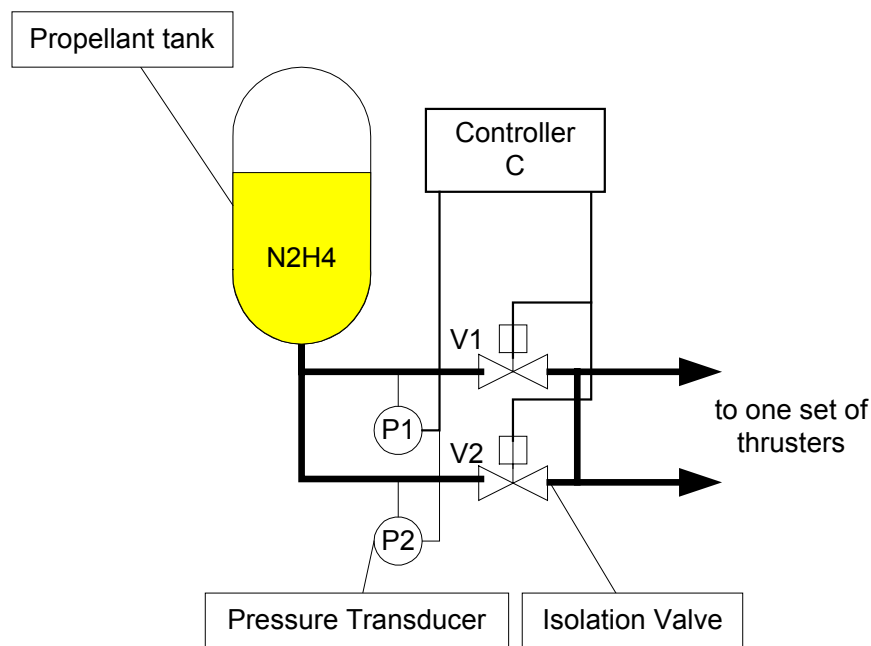 Propellant tank
Controller
C
N2H4
V1
to one set of
thrusters
P1
V2
P2
Pressure Transducer
Isolation Valve